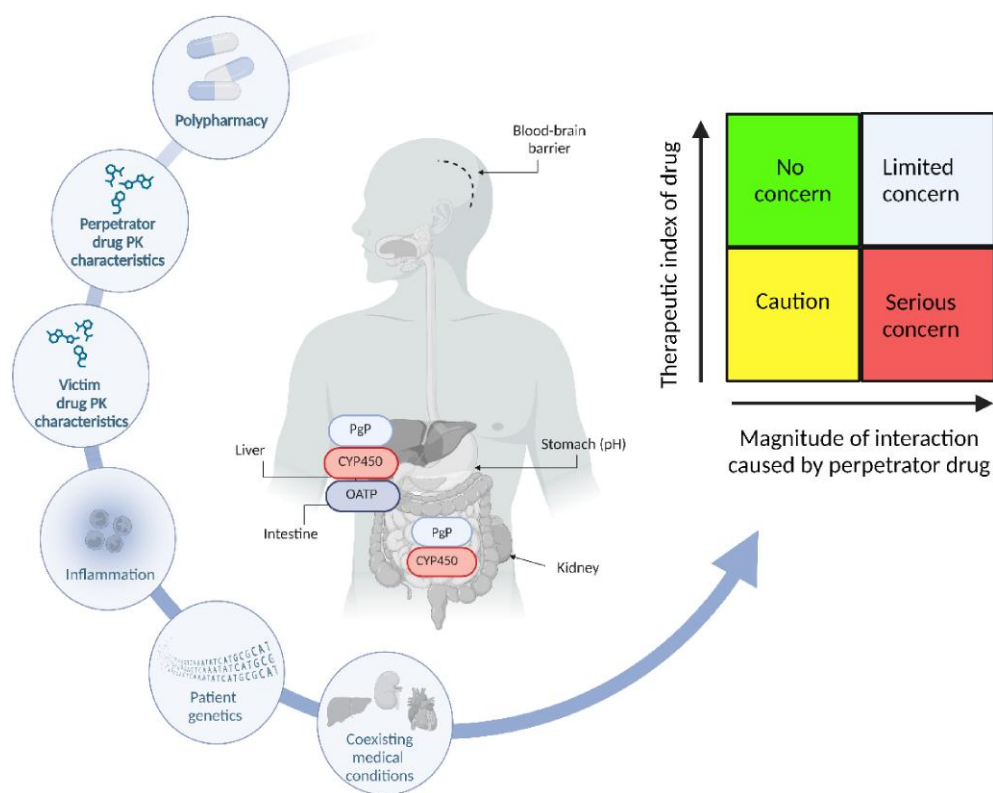 Polypharmacy
Perpetrator
drug PK
characteristics
Victim
drug PK
characteristics
Inflammation
Patient
genetics
Coexisting
medical
conditions
Blood-brain
barrier
PgP
Liver
CYP450
OATP
Intestine
Stomach (pH)
PgP
CYP450
Kidney
Therapeutic index of drug
No
concern
Limited
concern
Caution
Serious
concern
Magnitude of interaction
caused by perpetrator drug